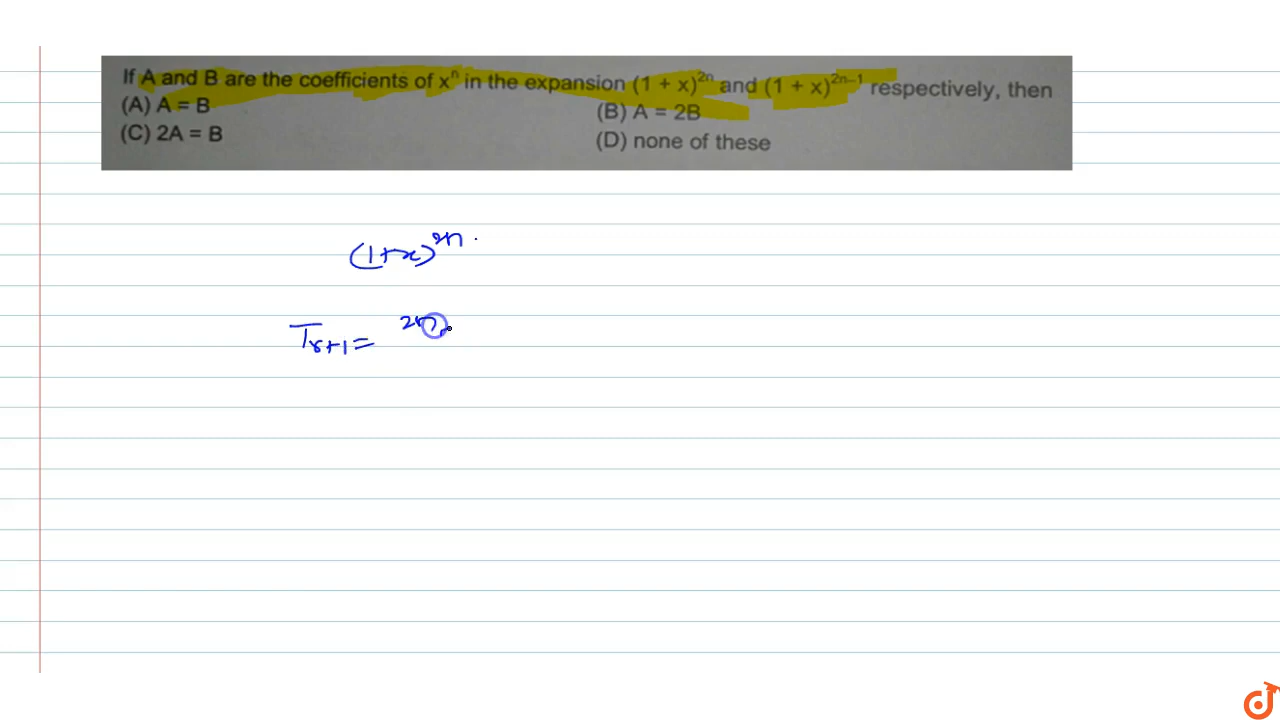 If A and B are the coefficients of xⁿ in the expansion (1 + x)²ⁿ and (1 + x)²ⁿ⁻¹ respectively, then
(A) A = B (B) A = 2B
(C) 2A = B (D) none of these
(1+x)²ⁿ
Tᵣ₊₁ = ²ⁿ